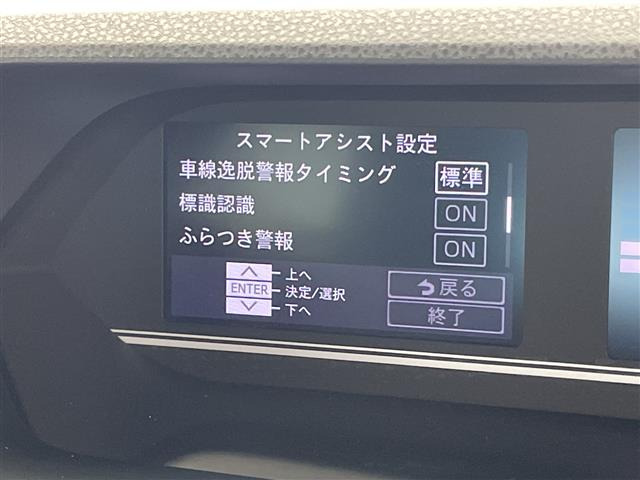 スマートアシスト設定
車線逸脱警報タイミング 標準
標識認識 ON
ふらつき警報 ON
上へ
ENTER 決定/選択
下へ
戻る
終了